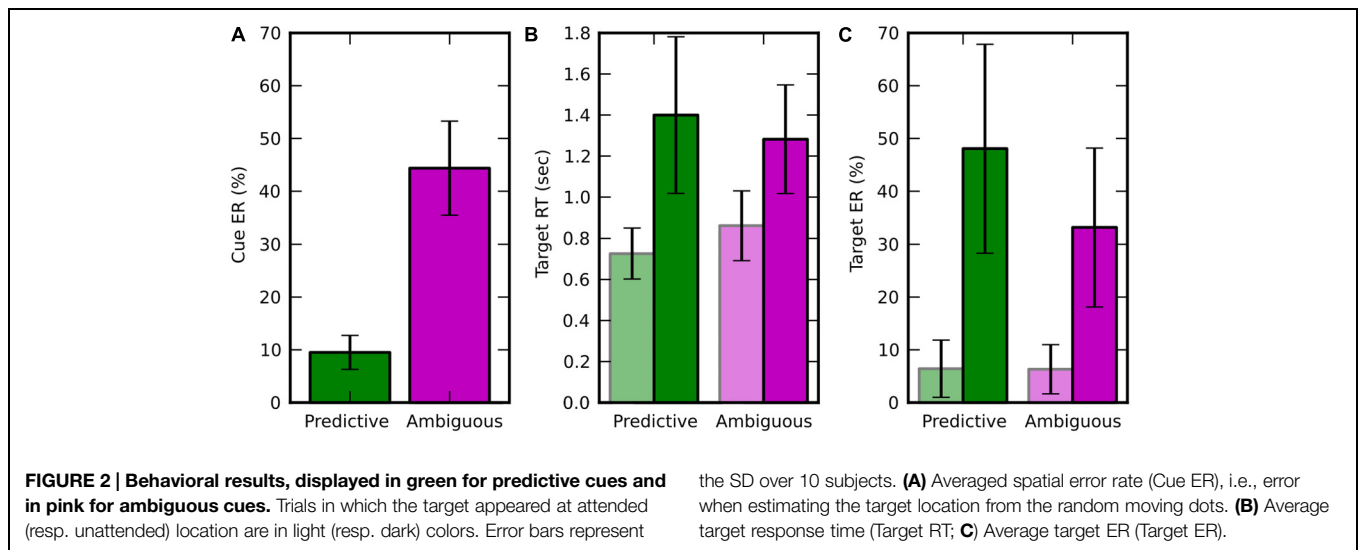 A
70
60
50
40
30
20
10
0
Cue ER (%)
Predictive Ambiguous
B
1.8
1.6
1.4
1.2
1.0
0.8
0.6
0.4
0.2
0.0
Target RT (sec)
Predictive Ambiguous
C
70
60
50
40
30
20
10
0
Target ER (%)
Predictive Ambiguous
FIGURE 2 | Behavioral results, displayed in green for predictive cues and
in pink for ambiguous cues. Trials in which the target appeared at attended
(resp. unattended) location are in light (resp. dark) colors. Error bars represent
the SD over 10 subjects. (A) Averaged spatial error rate (Cue ER), i.e., error
when estimating the target location from the random moving dots. (B) Average
target response time (Target RT; C) Average target ER (Target ER).